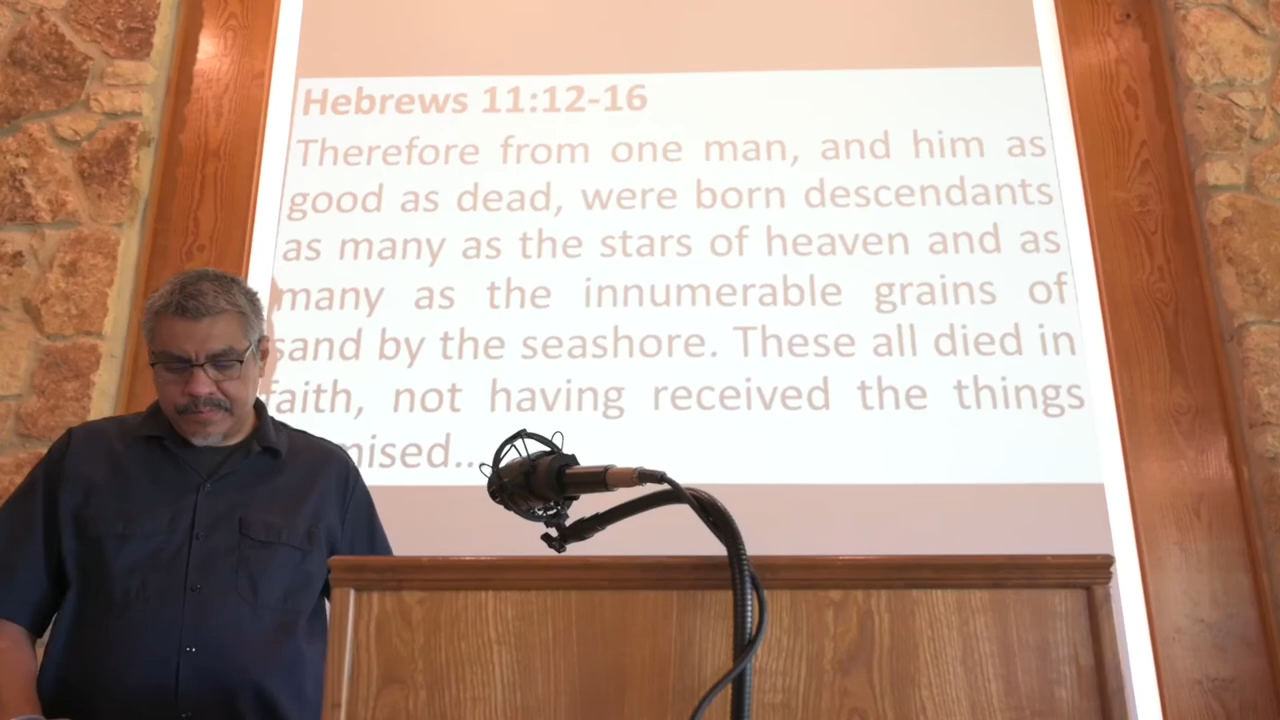 Hebrews 11:12-16
Therefore from one man, and him as
good as dead, were born descendants
as many as the stars of heaven and as
many as the innumerable grains of
sand by the seashore. These all died in
faith, not having received the things
mised...